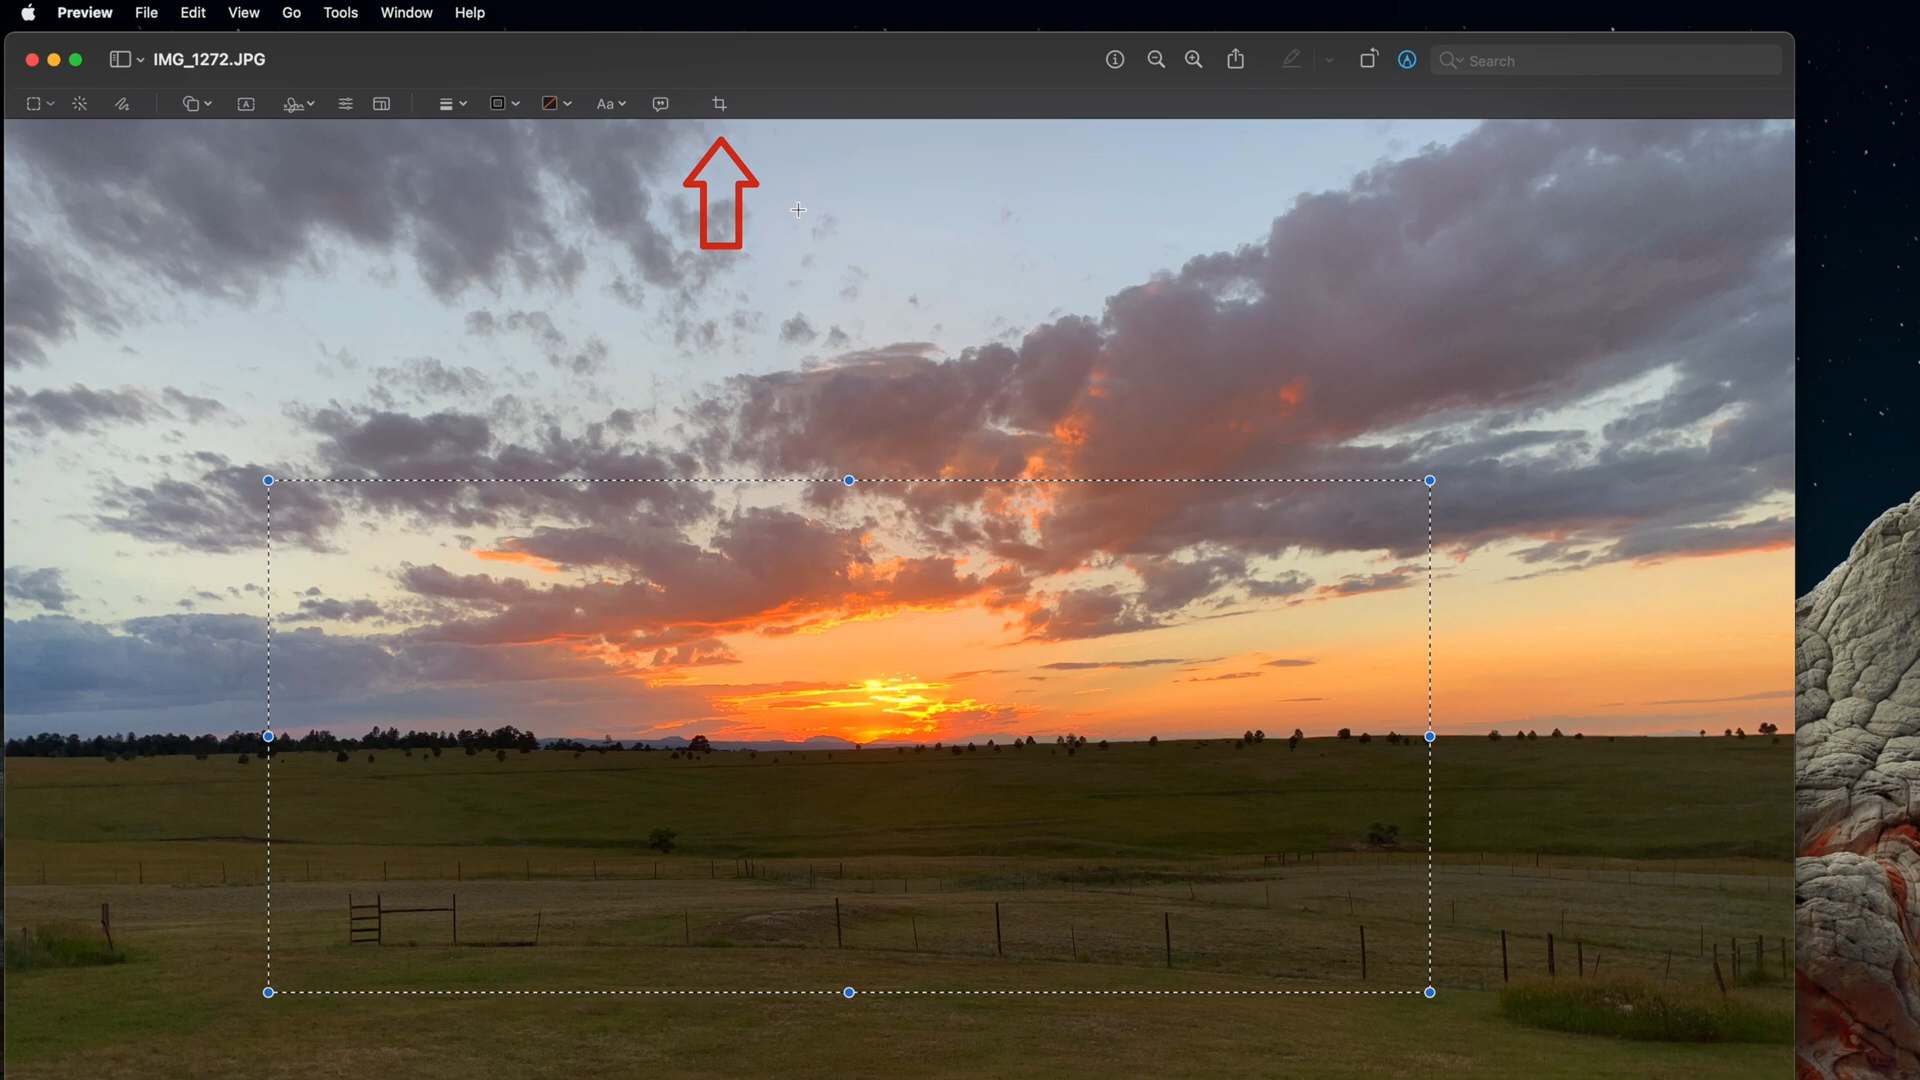 Preview File Edit View Go Tools Window Help
IMG_1272.JPG
Search
A
Aa